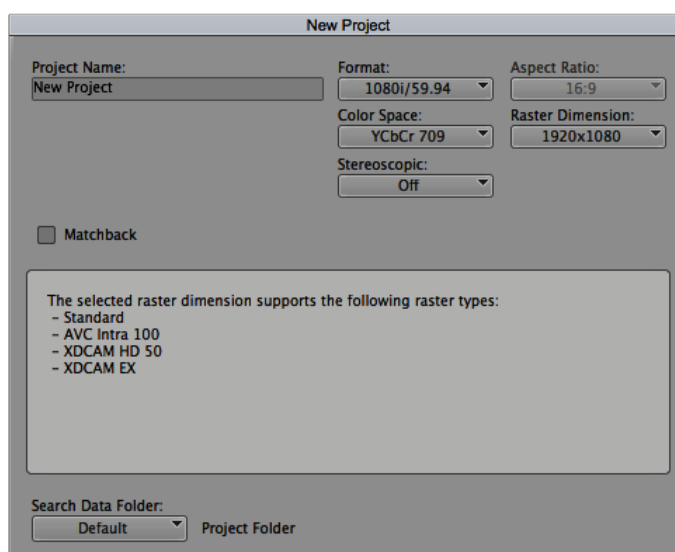 New Project
Project Name:
New Project
Format:
1080i/59.94
Aspect Ratio:
16:9
Color Space:
YCbCr 709
Raster Dimension:
1920x1080
Stereoscopic:
Off
Matchback
The selected raster dimension supports the following raster types:
- Standard
- AVC Intra 100
- XDCAM HD 50
- XDCAM EX
Search Data Folder:
Default
Project Folder